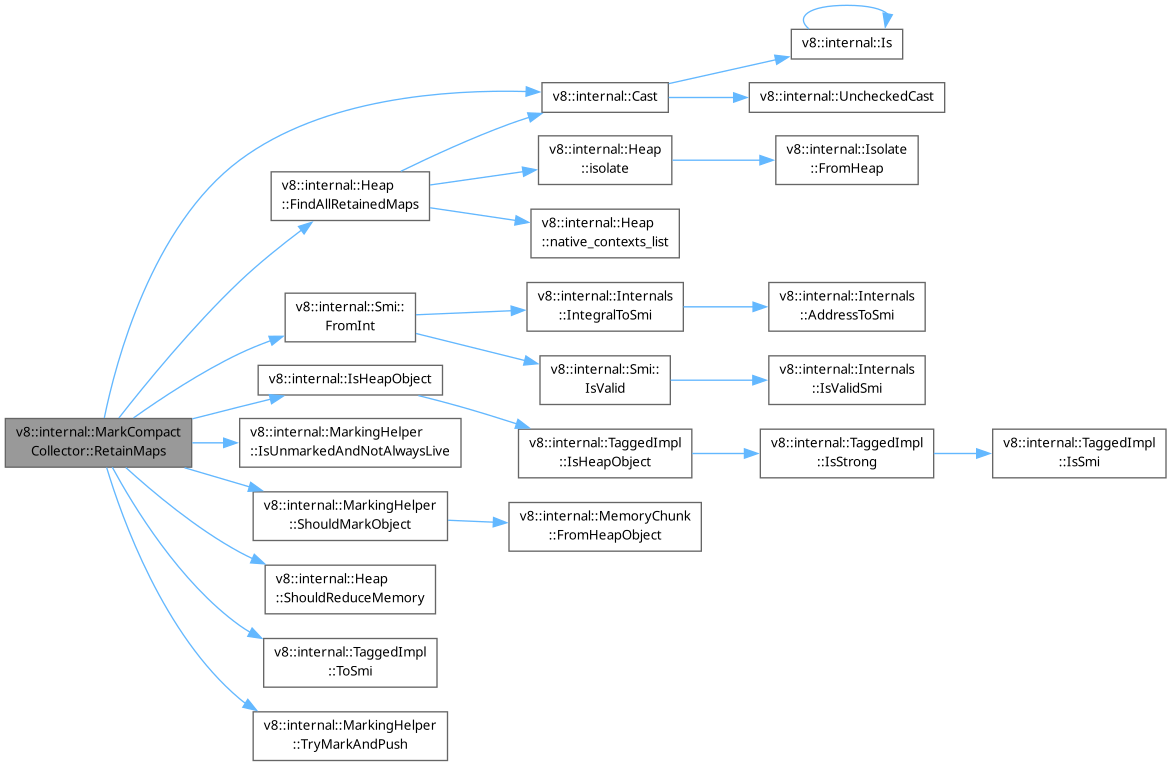 v8::internal::Is
v8::internal::Cast
v8::internal::UncheckedCast
v8::internal::Heap
::isolate
v8::internal::Isolate
::FromHeap
v8::internal::Heap
::FindAllRetainedMaps
v8::internal::Heap
::native_contexts_list
v8::internal::Smi::
FromInt
v8::internal::Internals
::IntegralToSmi
v8::internal::Internals
::AddressToSmi
v8::internal::Smi::
IsValid
v8::internal::Internals
::IsValidSmi
v8::internal::IsHeapObject
v8::internal::MarkCompact
Collector::RetainMaps
v8::internal::MarkingHelper
::IsUnmarkedAndNotAlwaysLive
v8::internal::TaggedImpl
::IsHeapObject
v8::internal::TaggedImpl
::IsStrong
v8::internal::TaggedImpl
::IsSmi
v8::internal::MarkingHelper
::ShouldMarkObject
v8::internal::MemoryChunk
::FromHeapObject
v8::internal::Heap
::ShouldReduceMemory
v8::internal::TaggedImpl
::ToSmi
v8::internal::MarkingHelper
::TryMarkAndPush